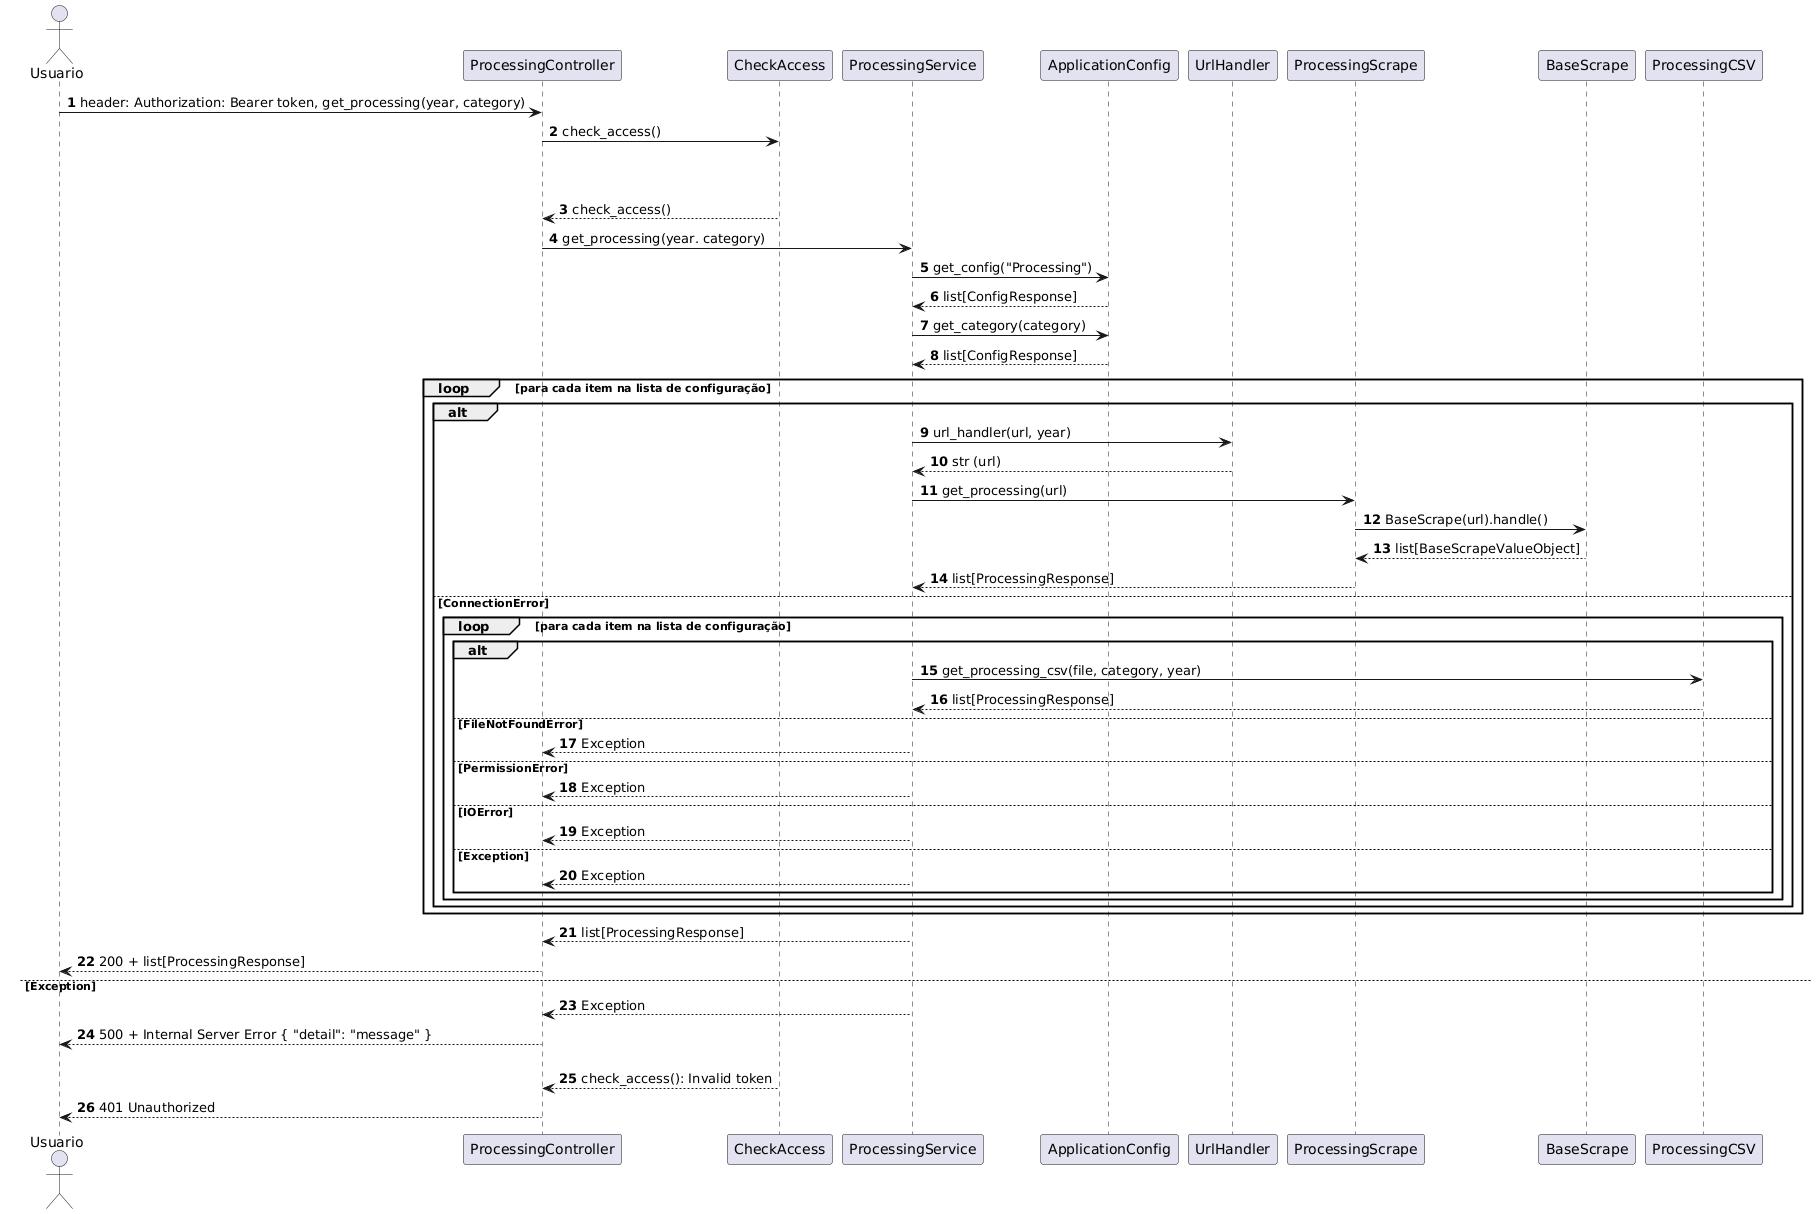 Usuario
ProcessingController
CheckAccess
ProcessingService
ApplicationConfig
UrlHandler
ProcessingScrape
BaseScrape
ProcessingCSV
1 header: Authorization: Bearer token, get_processing(year, category)
2 check_access()
3 check_access()
4 get_processing(year. category)
5 get_config("Processing")
6 list[ConfigResponse]
7 get_category(category)
8 list[ConfigResponse]
loop [para cada item na lista de configuração]
alt
9 url_handler(url, year)
10 str (url)
11 get_processing(url)
12 BaseScrape(url).handle()
13 list[BaseScrapeValueObject]
14 list[ProcessingResponse]
[ConnectionError]
loop [para cada item na lista de configuração]
alt
15 get_processing_csv(file, category, year)
16 list[ProcessingResponse]
[FileNotFoundError]
17 Exception
[PermissionError]
18 Exception
[IOError]
19 Exception
[Exception]
20 Exception
21 list[ProcessingResponse]
22 200 + list[ProcessingResponse]
[Exception]
23 Exception
24 500 + Internal Server Error { "detail": "message" }
25 check_access(): Invalid token
26 401 Unauthorized
Usuario
ProcessingController
CheckAccess
ProcessingService
ApplicationConfig
UrlHandler
ProcessingScrape
BaseScrape
ProcessingCSV